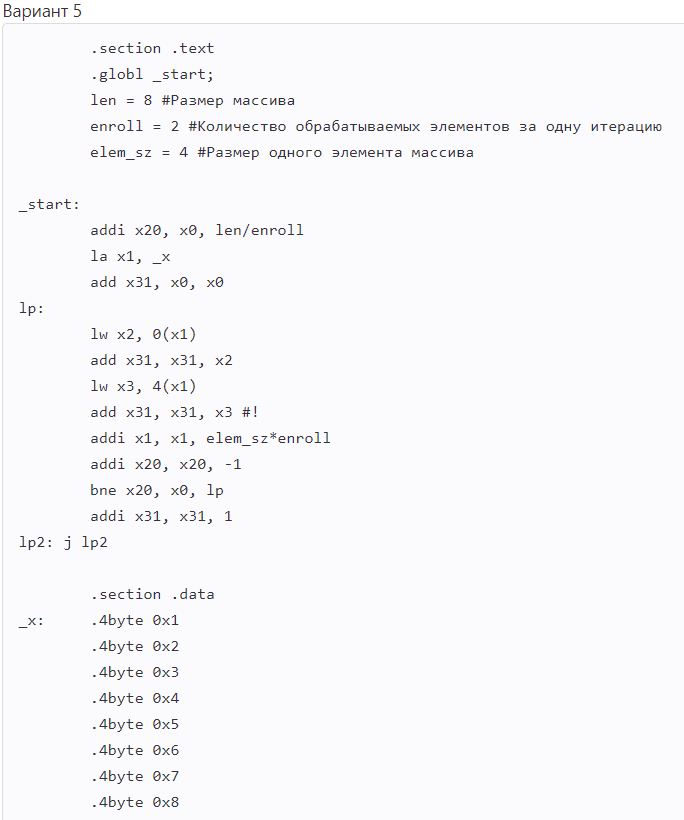 Вариант 5
.section .text
.globl _start;
len = 8 #Размер массива
enroll = 2 #Количество обрабатываемых элементов за одну итерацию
elem_sz = 4 #Размер одного элемента массива
_start:
addi x20, x0, len/enroll
la x1, _x
add x31, x0, x0
lp:
lw x2, 0(x1)
add x31, x31, x2
lw x3, 4(x1)
add x31, x31, x3 #!
addi x1, x1, elem_sz*enroll
addi x20, x20, -1
bne x20, x0, lp
addi x31, x31, 1
lp2: j lp2
.section .data
_x: .4byte 0x1
.4byte 0x2
.4byte 0x3
.4byte 0x4
.4byte 0x5
.4byte 0x6
.4byte 0x7
.4byte 0x8